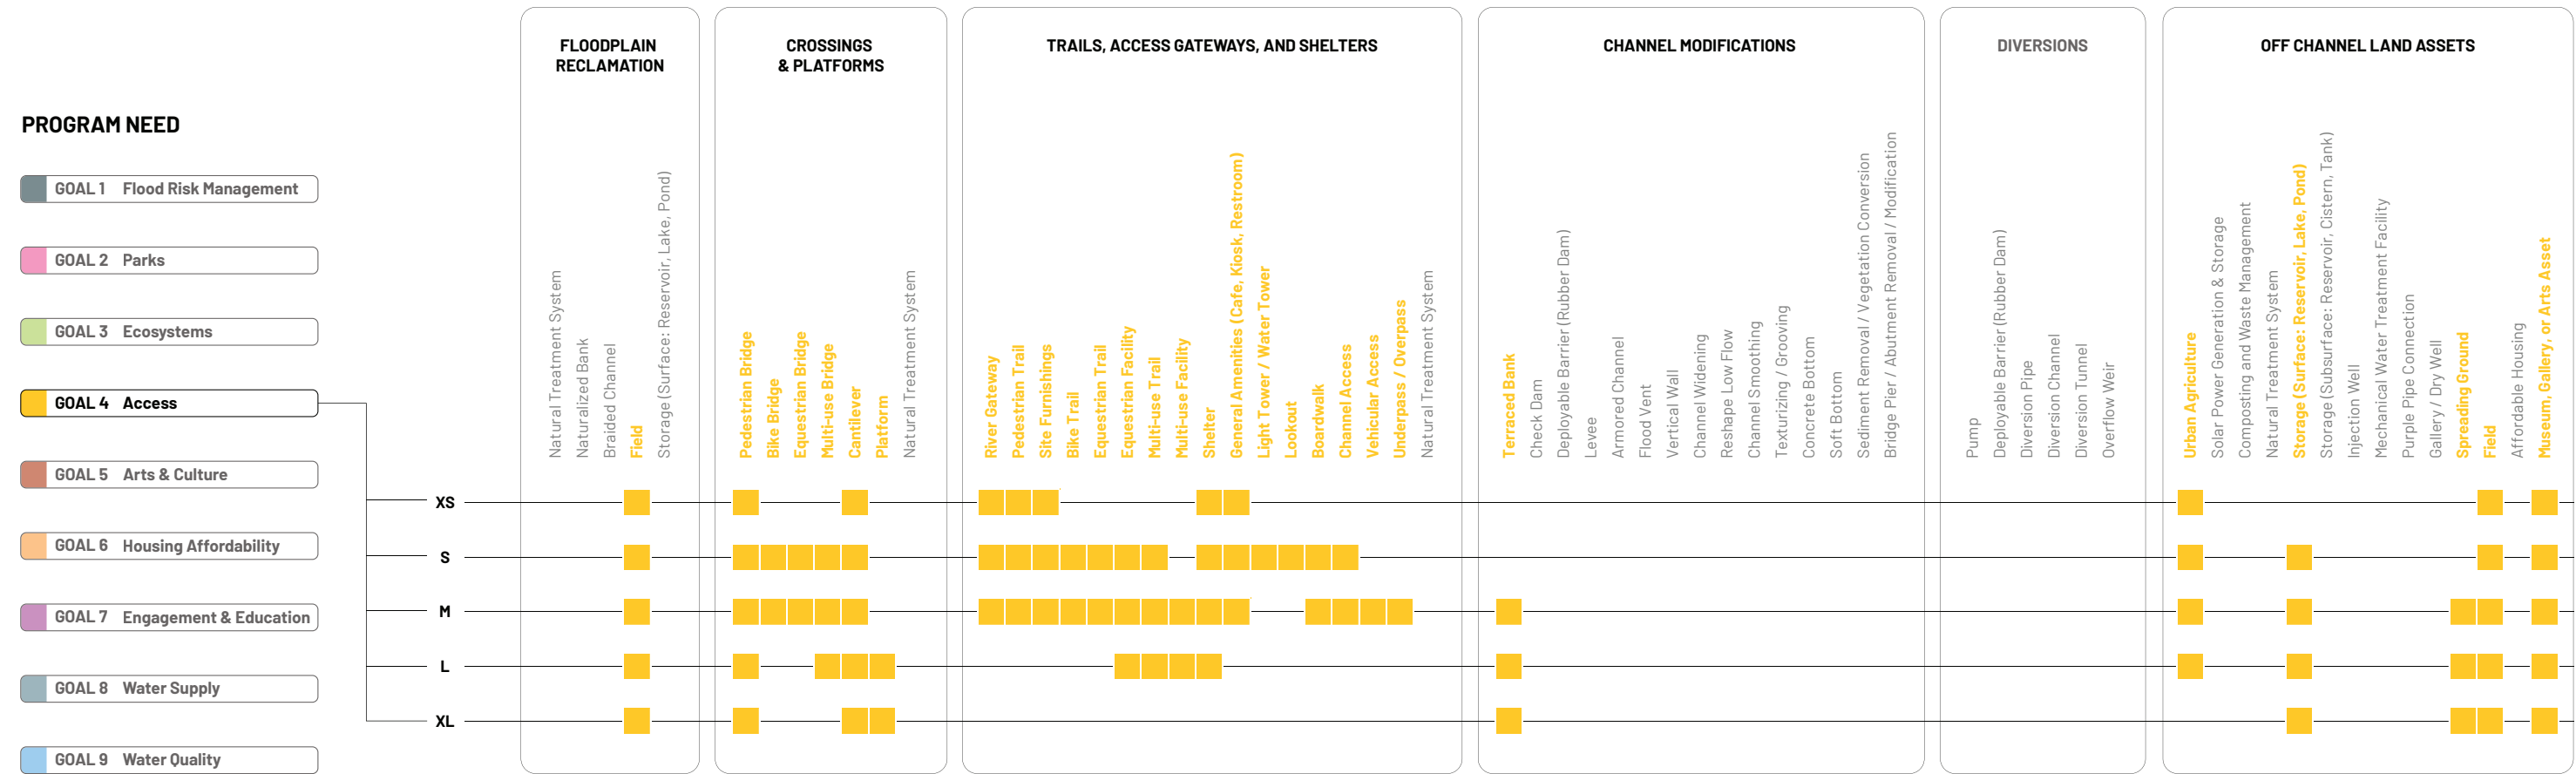 PROGRAM NEED
GOAL 1 Flood Risk Management
GOAL 2 Parks
GOAL 3 Ecosystems
GOAL 4 Access
GOAL 5 Arts & Culture
GOAL 6 Housing Affordability
GOAL 7 Engagement & Education
GOAL 8 Water Supply
GOAL 9 Water Quality
XS
S
M
L
XL
FLOODPLAIN
RECLAMATION
Natural Treatment System
Naturalized Bank
Braided Channel
Field
Storage (Surface: Reservoir, Lake, Pond)
CROSSINGS
& PLATFORMS
Pedestrian Bridge
Bike Bridge
Equestrian Bridge
Multi-use Bridge
Cantilever
Platform
Natural Treatment System
TRAILS, ACCESS GATEWAYS, AND SHELTERS
River Gateway
Pedestrian Trail
Site Furnishings
Bike Trail
Equestrian Trail
Equestrian Facility
Multi-use Trail
Multi-use Facility
Shelter
General Amenities (Cafe, Kiosk, Restroom)
Light Tower / Water Tower
Lookout
Boardwalk
Channel Access
Vehicular Access
Underpass / Overpass
Natural Treatment System
CHANNEL MODIFICATIONS
Terraced Bank
Check Dam
Deployable Barrier (Rubber Dam)
Levee
Armored Channel
Flood Vent
Vertical Wall
Channel Widening
Reshape Low Flow
Channel Smoothing
Texturizing / Grooving
Concrete Bottom
Soft Bottom
Sediment Removal / Vegetation Conversion
Bridge Pier / Abutment Removal / Modification
DIVERSIONS
Pump
Deployable Barrier (Rubber Dam)
Diversion Pipe
Diversion Channel
Diversion Tunnel
Overflow Weir
OFF CHANNEL LAND ASSETS
Urban Agriculture
Solar Power Generation & Storage
Composting and Waste Management
Natural Treatment System
Storage (Surface: Reservoir, Lake, Pond)
Storage (Subsurface: Reservoir, Cistern, Tank)
Injection Well
Mechanical Water Treatment Facility
Purple Pipe Connection
Gallery / Dry Well
Spreading Ground
Field
Affordable Housing
Museum, Gallery, or Arts Asset